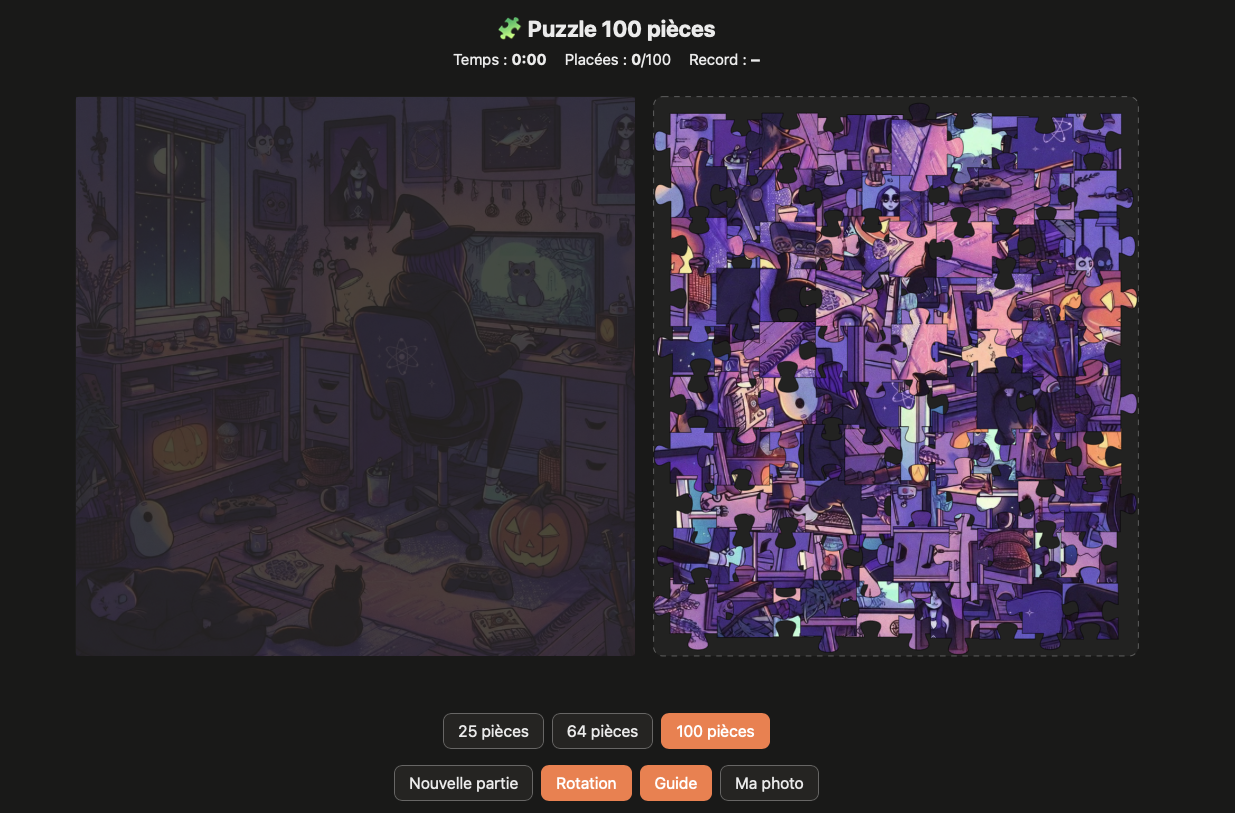 Puzzle 100 pièces
Temps : 0:00 Placées : 0/100 Record : –
25 pièces 64 pièces 100 pièces
Nouvelle partie Rotation Guide Ma photo